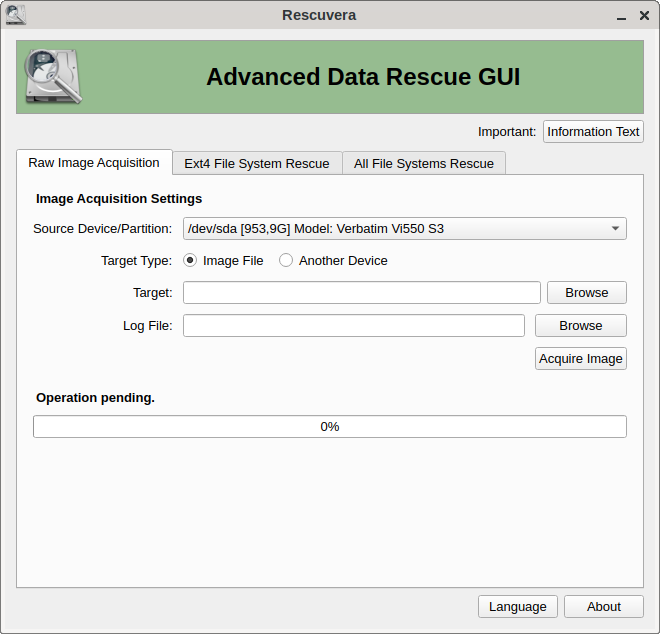 Rescuvera
Advanced Data Rescue GUI
Important: Information Text
Raw Image Acquisition Ext4 File System Rescue All File Systems Rescue
Image Acquisition Settings
Source Device/Partition: /dev/sda [953,9G] Model: Verbatim Vi550 S3
Target Type: Image File Another Device
Target: Browse
Log File: Browse
Acquire Image
Operation pending.
0%
Language About